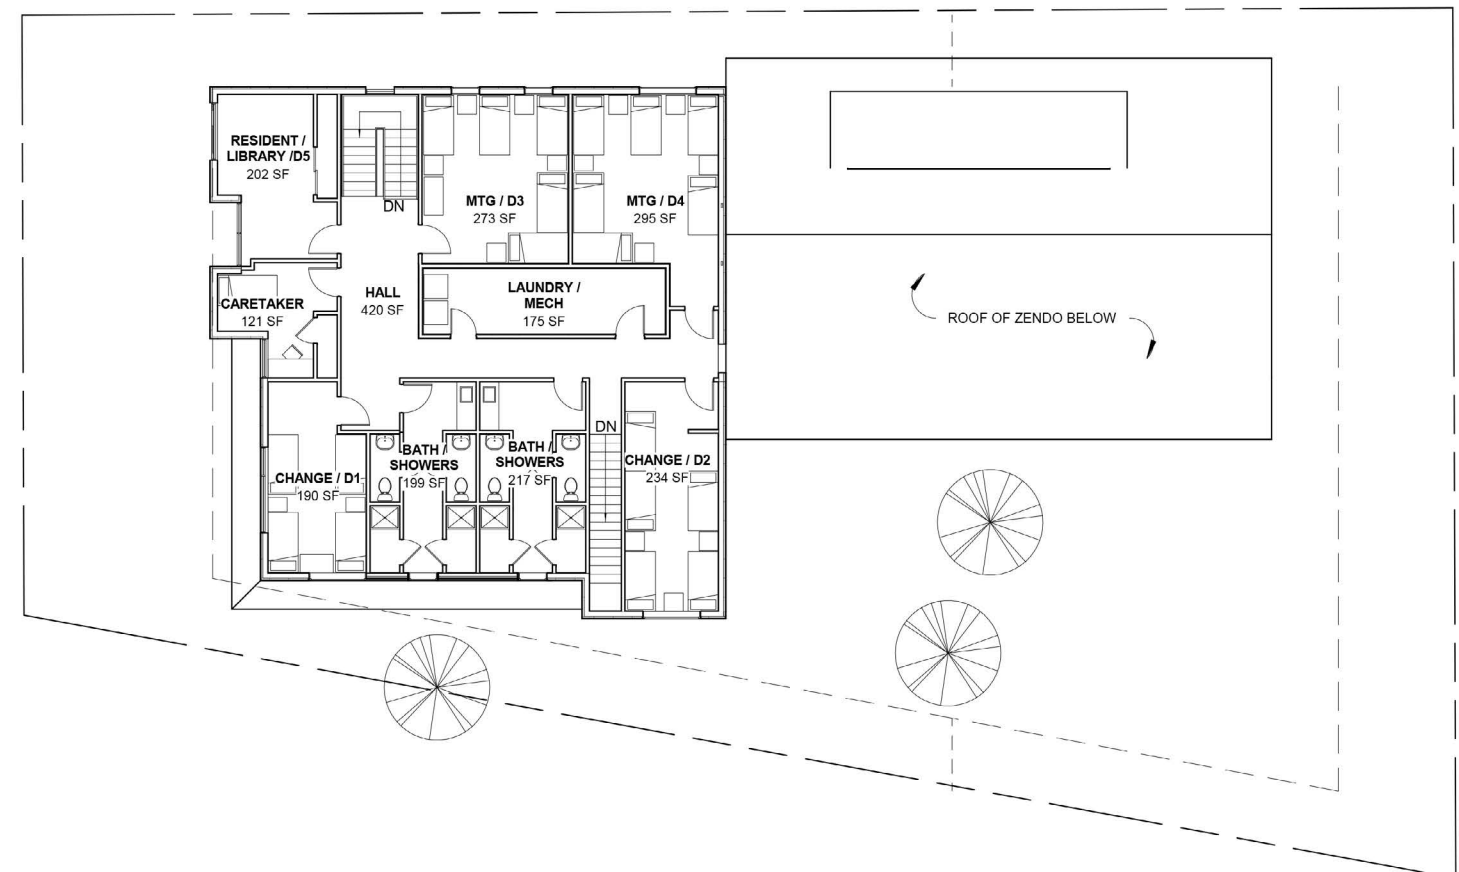 RESIDENT /
LIBRARY /D5
202 SF
DN
MTG / D3
273 SF
MTG / D4
295 SF
CARETAKER
121 SF
HALL
420 SF
LAUNDRY /
MECH
175 SF
ROOF OF ZENDO BELOW
CHANGE / D1
190 SF
BATH /
SHOWERS
199 SF
BATH /
SHOWERS
217 SF
DN
CHANGE / D2
234 SF